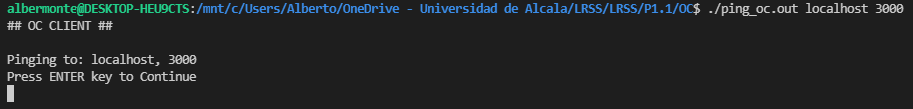 albermonte@DESKTOP-HEU9CTS:/mnt/c/Users/Alberto/OneDrive - Universidad de Alcala/LRSS/LRSS/P1.1/OC$ ./ping_oc.out localhost 3000
## OC CLIENT ##
Pinging to: localhost, 3000
Press ENTER key to Continue